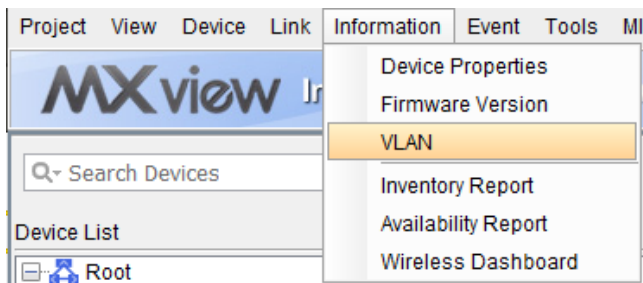 Project View Device Link Information Event Tools
Device Properties
MXview
Firmware Version
VLAN
Search Devices
Inventory Report
Availability Report
Device List
Wireless Dashboard
Root